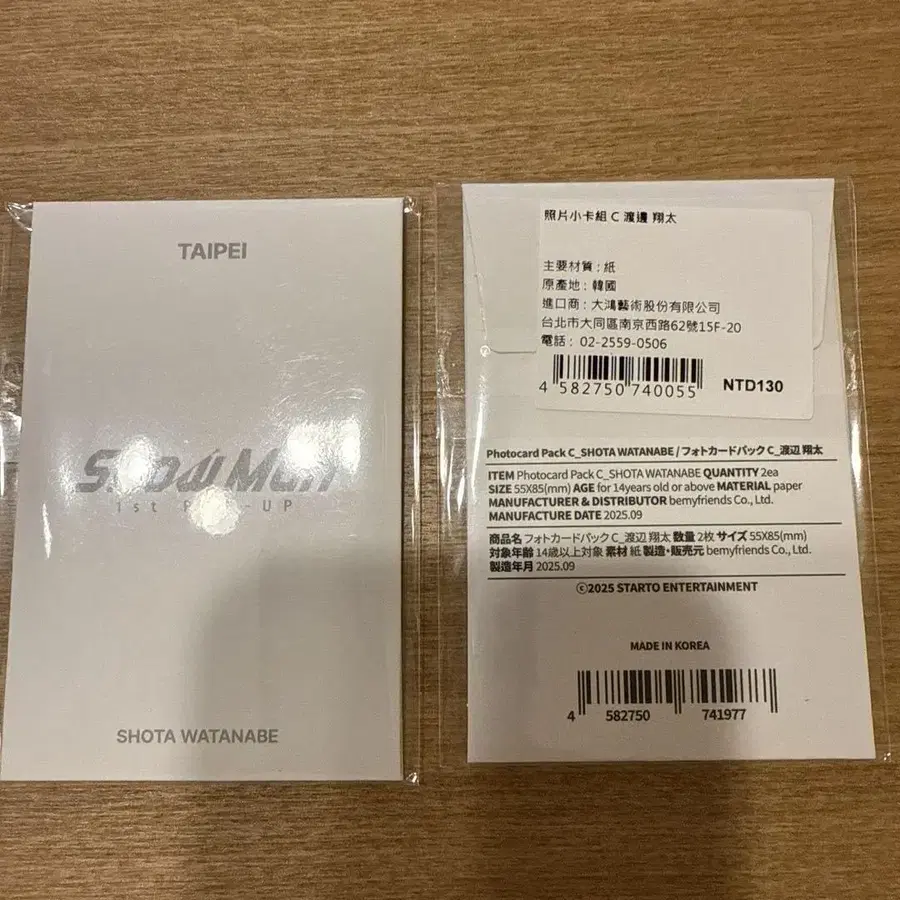 TAIPEI
Snow Man
1st POP-UP
SHOTA WATANABE
照片小卡組 C 渡邊 翔太
主要材質 : 紙
原產地 : 韓國
進口商 : 大鴻藝術股份有限公司
台北市大同區南京西路62號15F-20
電話 : 02-2559-0506
4 582750 740055 NTD130
Photocard Pack C_SHOTA WATANABE / フォトカードパック C_渡辺 翔太
ITEM Photocard Pack C_SHOTA WATANABE QUANTITY 2ea
SIZE 55X85(mm) AGE for 14years old or above MATERIAL paper
MANUFACTURER & DISTRIBUTOR bemyfriends Co., Ltd.
MANUFACTURE DATE 2025.09
商品名 フォトカードパック C_渡辺 翔太 数量 2枚 サイズ 55X85(mm)
対象年齢 14歳以上対象 素材 紙 製造・販売元 bemyfriends Co., Ltd.
製造年月 2025.09
©2025 STARTO ENTERTAINMENT
MADE IN KOREA
4 582750 741977